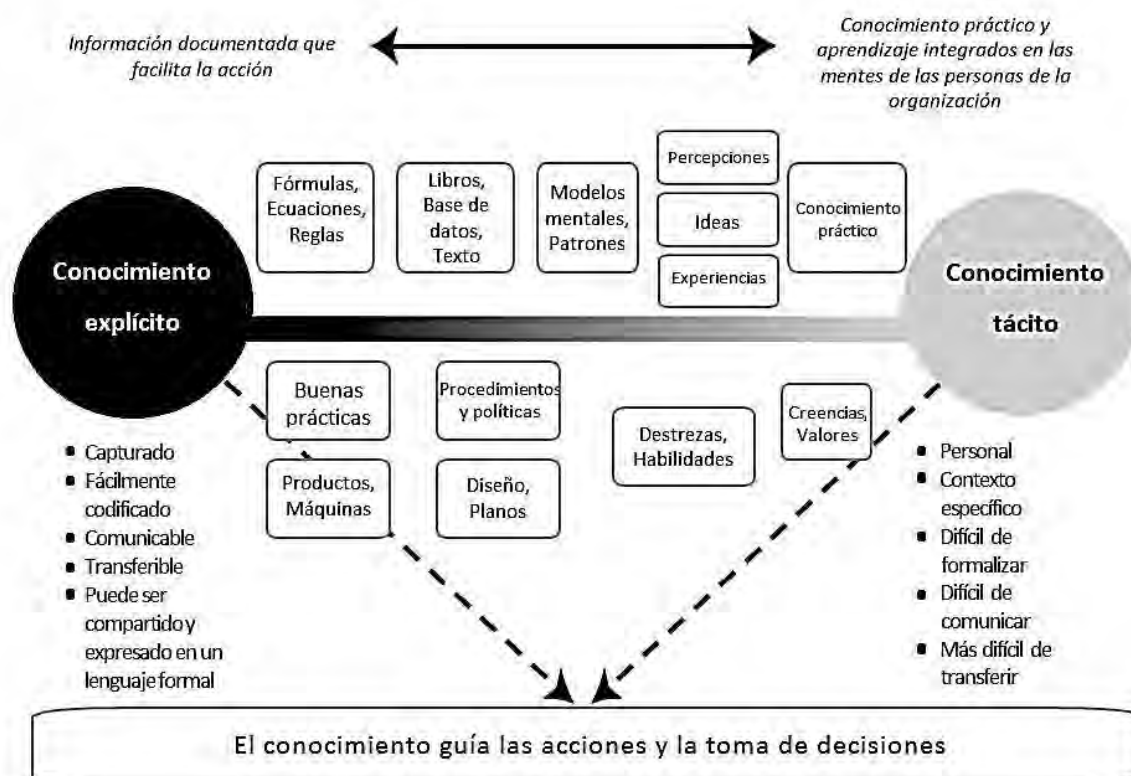 Información documentada que
facilita la acción
Conocimiento práctico y
aprendizaje integrados en las
mentes de las personas de la
organización
Fórmulas,
Ecuaciones,
Reglas
Libros,
Base de
datos,
Texto
Modelos
mentales,
Patrones
Percepciones
Ideas
Experiencias
Conocimiento
práctico
Conocimiento
explícito
Conocimiento
tácito
Buenas
prácticas
Procedimientos
y políticas
Destrezas,
Habilidades
Creencias,
Valores
Productos,
Máquinas
Diseño,
Planos
▪ Capturado
▪ Fácilmente
codificado
▪ Comunicable
▪ Transferible
▪ Puede ser
compartido y
expresado en un
lenguaje formal
▪ Personal
▪ Contexto
específico
▪ Difícil de
formalizar
▪ Difícil de
comunicar
▪ Más difícil de
transferir
El conocimiento guía las acciones y la toma de decisiones